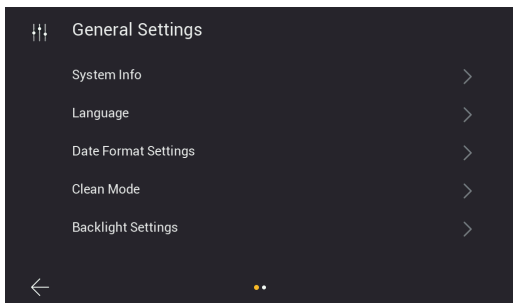 General Settings
System Info
Language
Date Format Settings
Clean Mode
Backlight Settings